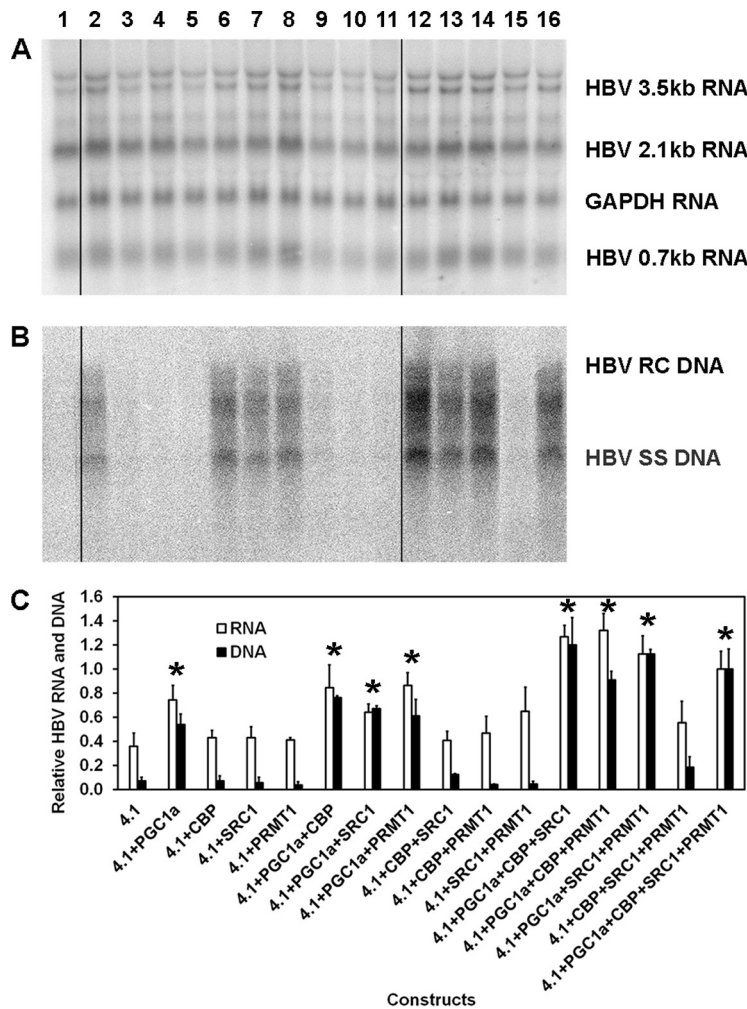 1 2 3 4 5 6 7 8 9 10 11 12 13 14 15 16
A
HBV 3.5kb RNA
HBV 2.1kb RNA
GAPDH RNA
HBV 0.7kb RNA
B
HBV RC DNA
HBV SS DNA
C
Relative HBV RNA and DNA
1.6
1.4
1.2
1.0
0.8
0.6
0.4
0.2
0.0
RNA
DNA
* * * * * * * *
4.1
4.1+PGC1a
4.1+CBP
4.1+SRC1
4.1+PRMT1
4.1+PGC1a+CBP
4.1+PGC1a+SRC1
4.1+PGC1a+PRMT1
4.1+CBP+SRC1
4.1+CBP+PRMT1
4.1+SRC1+PRMT1
4.1+PGC1a+CBP+SRC1
4.1+PGC1a+CBP+PRMT1
4.1+PGC1a+SRC1+PRMT1
4.1+CBP+SRC1+PRMT1
4.1+PGC1a+CBP+SRC1+PRMT1
Constructs